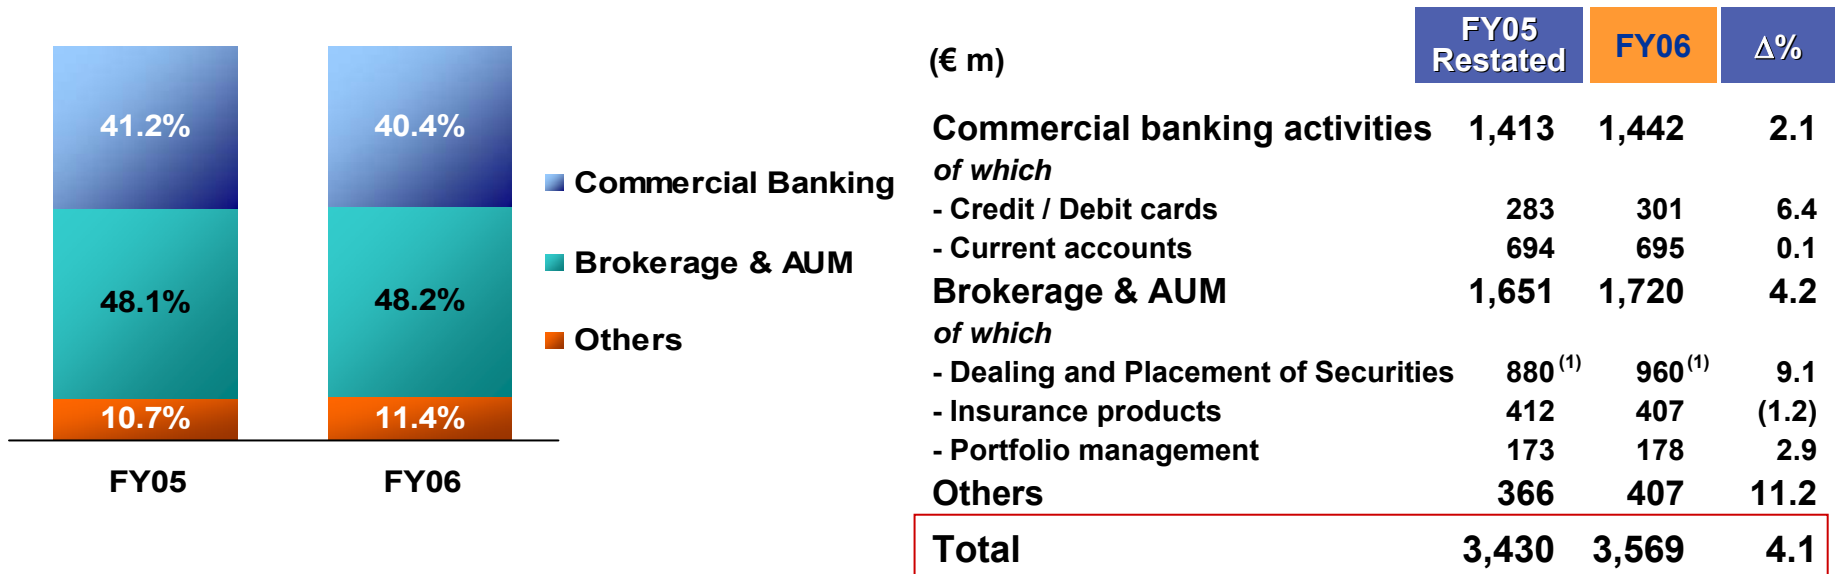 41.2%
40.4%
48.1%
48.2%
10.7%
11.4%
FY05
FY06
Commercial Banking
Brokerage & AUM
Others
(€ m)
FY05 Restated
FY06
Δ%
Commercial banking activities 1,413 1,442 2.1
of which
- Credit / Debit cards 283 301 6.4
- Current accounts 694 695 0.1
Brokerage & AUM 1,651 1,720 4.2
of which
- Dealing and Placement of Securities 880 (1) 960 (1) 9.1
- Insurance products 412 407 (1.2)
- Portfolio management 173 178 2.9
Others 366 407 11.2
Total 3,430 3,569 4.1